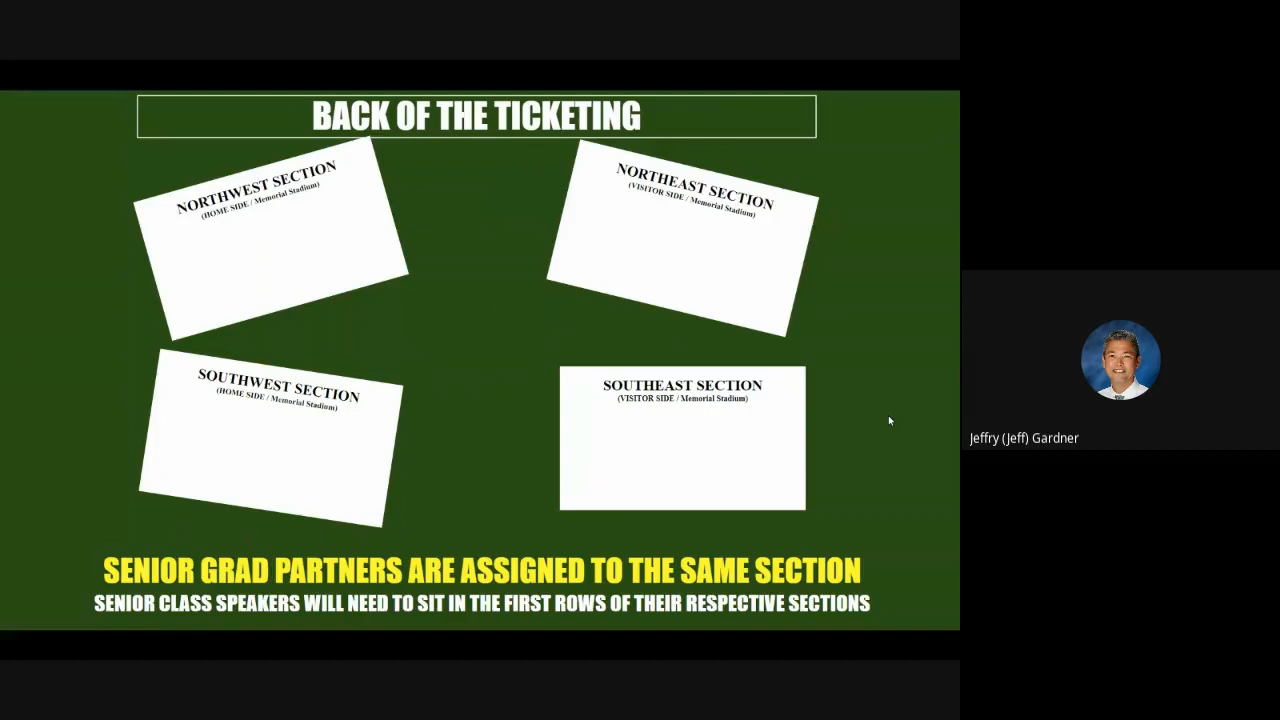 BACK OF THE TICKETING
NORTHWEST SECTION
(HOME SIDE / Memorial Stadium)
NORTHEAST SECTION
(VISITOR SIDE / Memorial Stadium)
SOUTHWEST SECTION
(HOME SIDE / Memorial Stadium)
SOUTHEAST SECTION
(VISITOR SIDE / Memorial Stadium)
Jeffry (Jeff) Gardner
SENIOR GRAD PARTNERS ARE ASSIGNED TO THE SAME SECTION
SENIOR CLASS SPEAKERS WILL NEED TO SIT IN THE FIRST ROWS OF THEIR RESPECTIVE SECTIONS